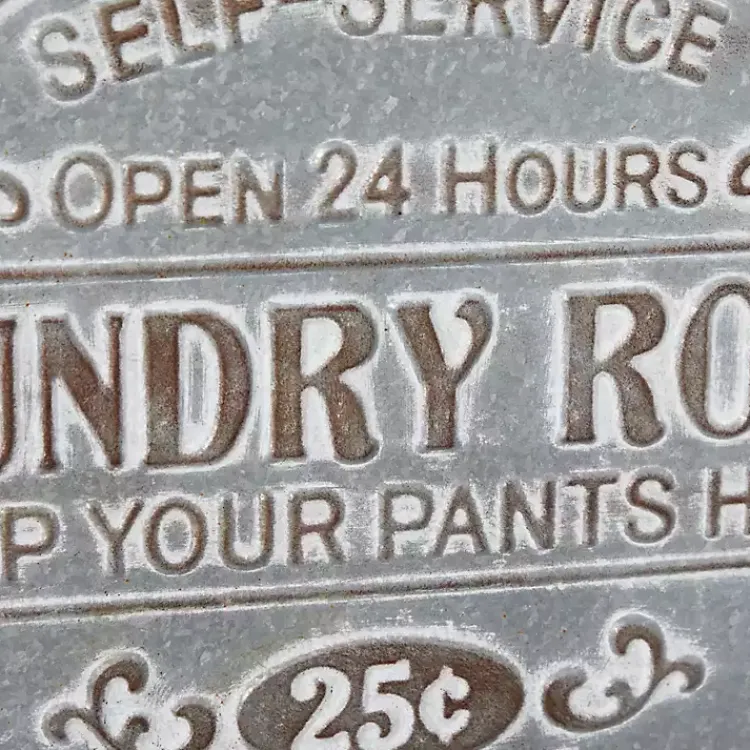 SELF-SERVICE
OPEN 24 HOURS
UNDRY RO
P YOUR PANTS H
25¢